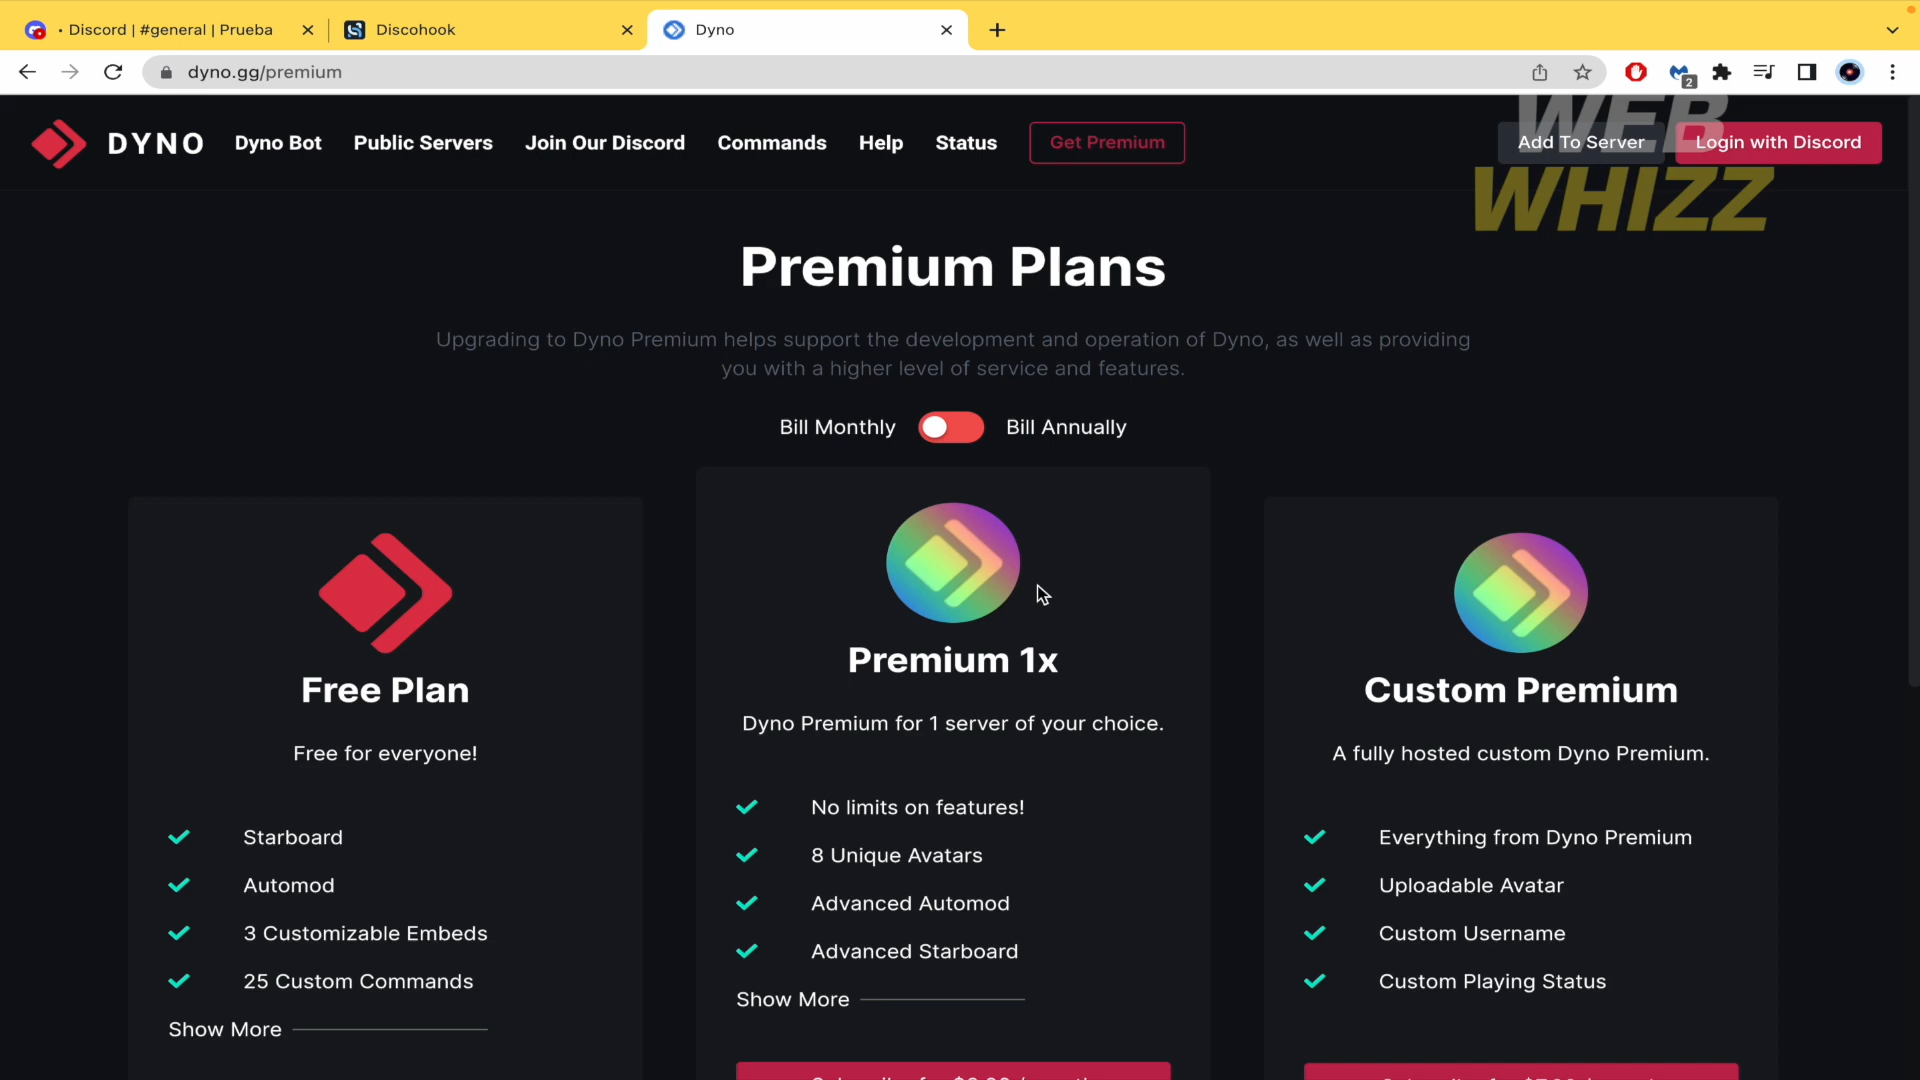 • Discord | #general | Prueba
Discohook
Dyno
dyno.gg/premium
2
DYNO
Dyno Bot
Public Servers
Join Our Discord
Commands
Help
Status
Get Premium
Add To Server
Login with Discord
WEB
WHIZZ
Premium Plans
Upgrading to Dyno Premium helps support the development and operation of Dyno, as well as providing
you with a higher level of service and features.
Bill Monthly
Bill Annually
Free Plan
Free for everyone!
Starboard
Automod
3 Customizable Embeds
25 Custom Commands
Show More
Premium 1x
Dyno Premium for 1 server of your choice.
No limits on features!
8 Unique Avatars
Advanced Automod
Advanced Starboard
Show More
Custom Premium
A fully hosted custom Dyno Premium.
Everything from Dyno Premium
Uploadable Avatar
Custom Username
Custom Playing Status